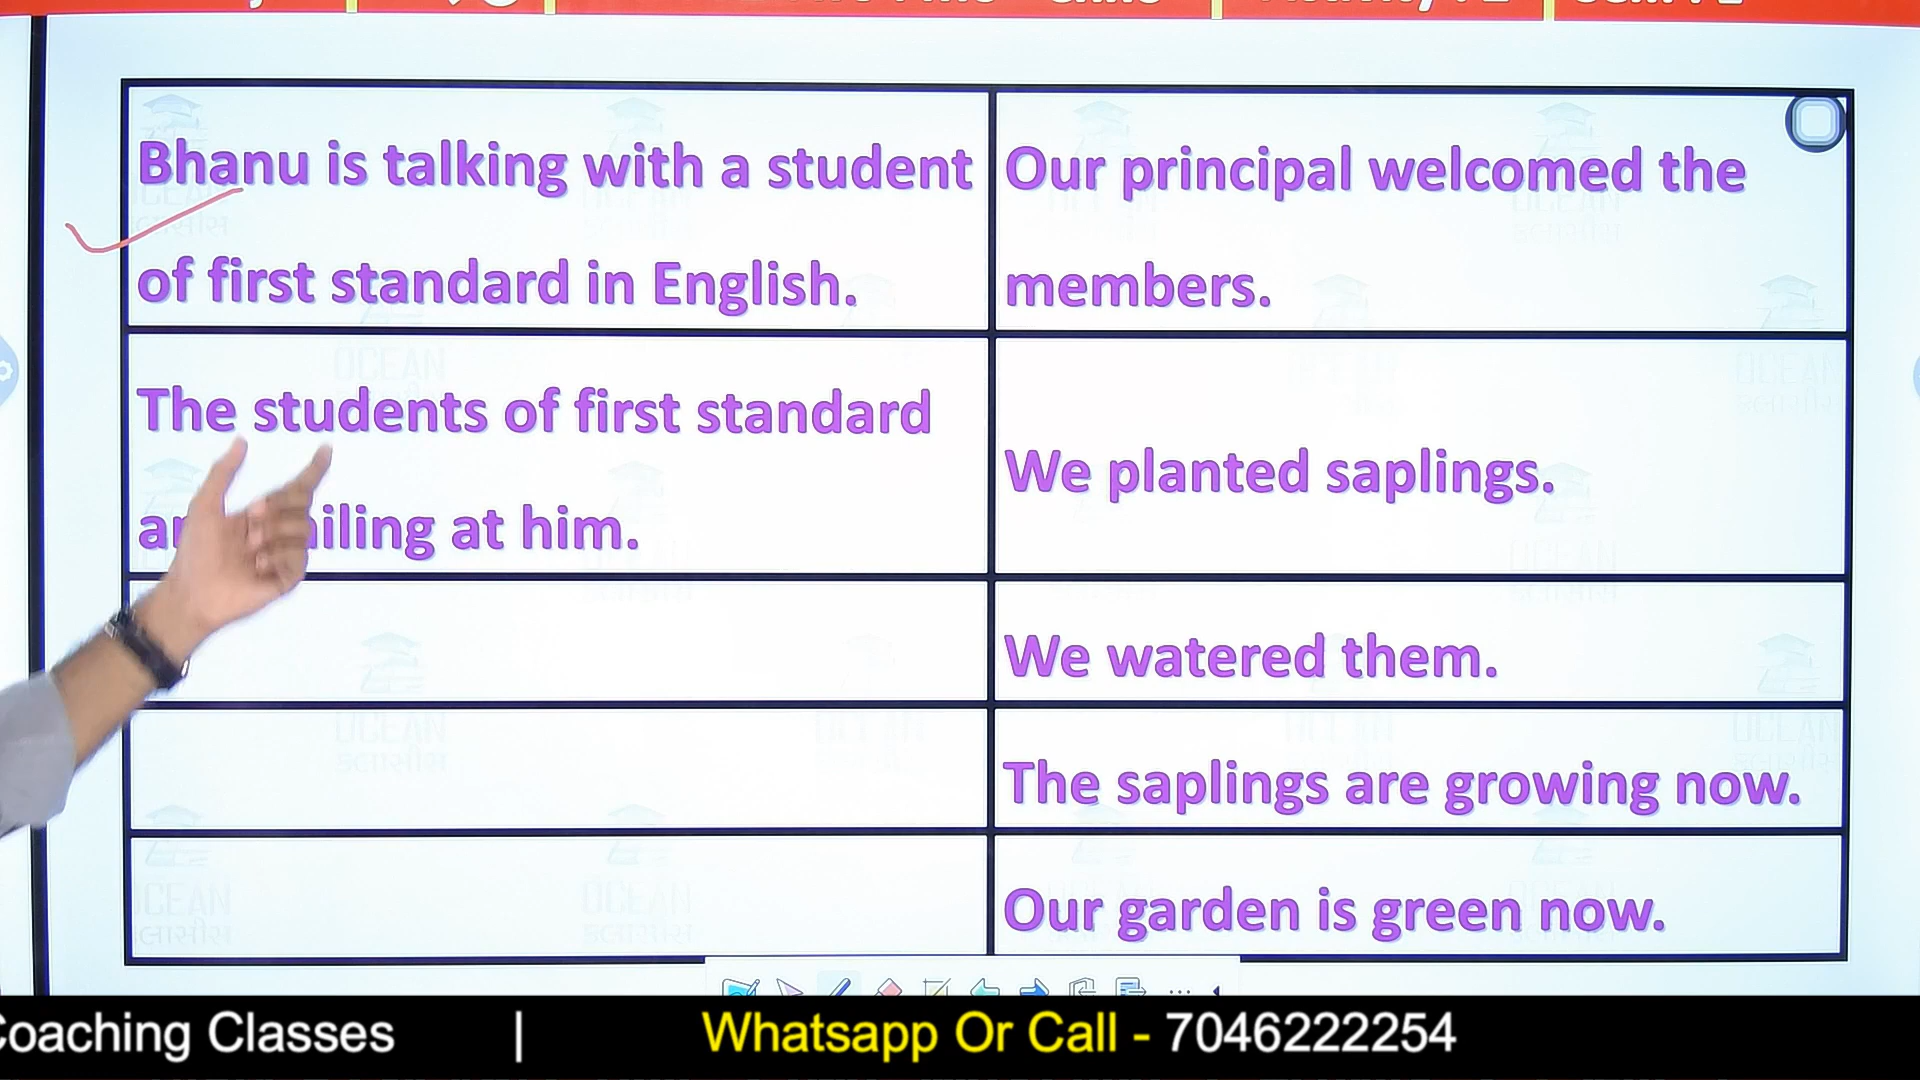 Bhanu is talking with a student
of first standard in English.
Our principal welcomed the
members.
The students of first standard
at him.
We planted saplings.
We watered them.
The saplings are growing now.
Our garden is green now.
Coaching Classes | Whatsapp Or Call - 7046222254